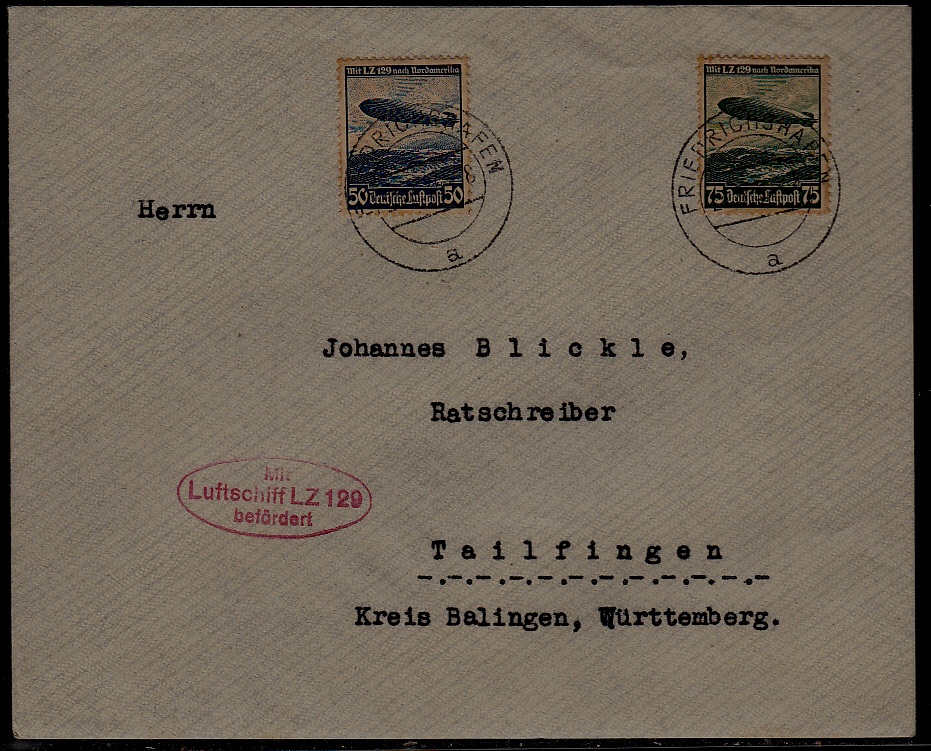 Mit LZ 129 nach Nordamerika
50 Deutsche Luftpost 50
FRIEDRICHSHAFEN
a
Mit LZ 129 nach Nordamerika
75 Deutsche Luftpost 75
FRIEDRICHSHAFEN
a
Herrn
Johannes Blickle,
Ratschreiber
Mit
Luftschiff LZ 129
befördert
Tailfingen
Kreis Balingen, Württemberg.